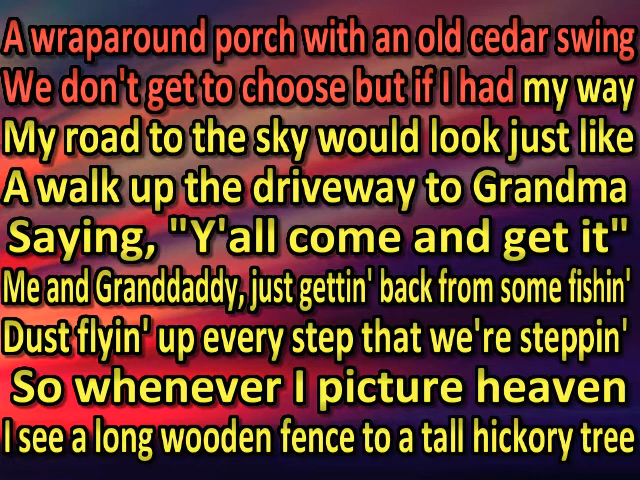 A wraparound porch with an old cedar swing
We don't get to choose but if I had my way
My road to the sky would look just like
A walk up the driveway to Grandma
Saying, "Y'all come and get it"
Me and Granddaddy, just gettin' back from some fishin'
Dust flyin' up every step that we're steppin'
So whenever I picture heaven
I see a long wooden fence to a tall hickory tree